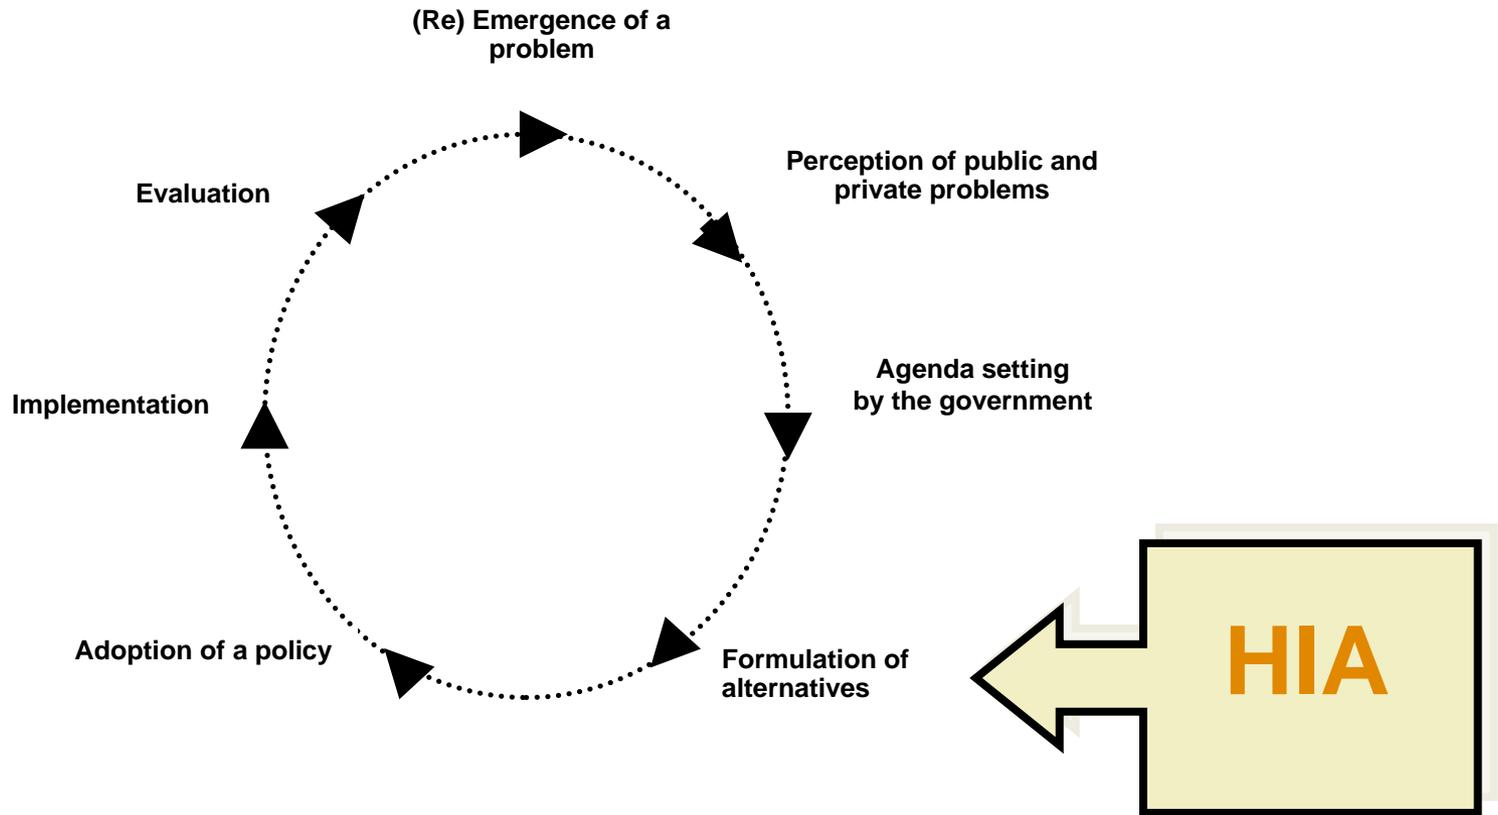 (Re) Emergence of a
problem
Perception of public and
private problems
Evaluation
Agenda setting
by the government
Implementation
Formulation of
alternatives
Adoption of a policy
HIA